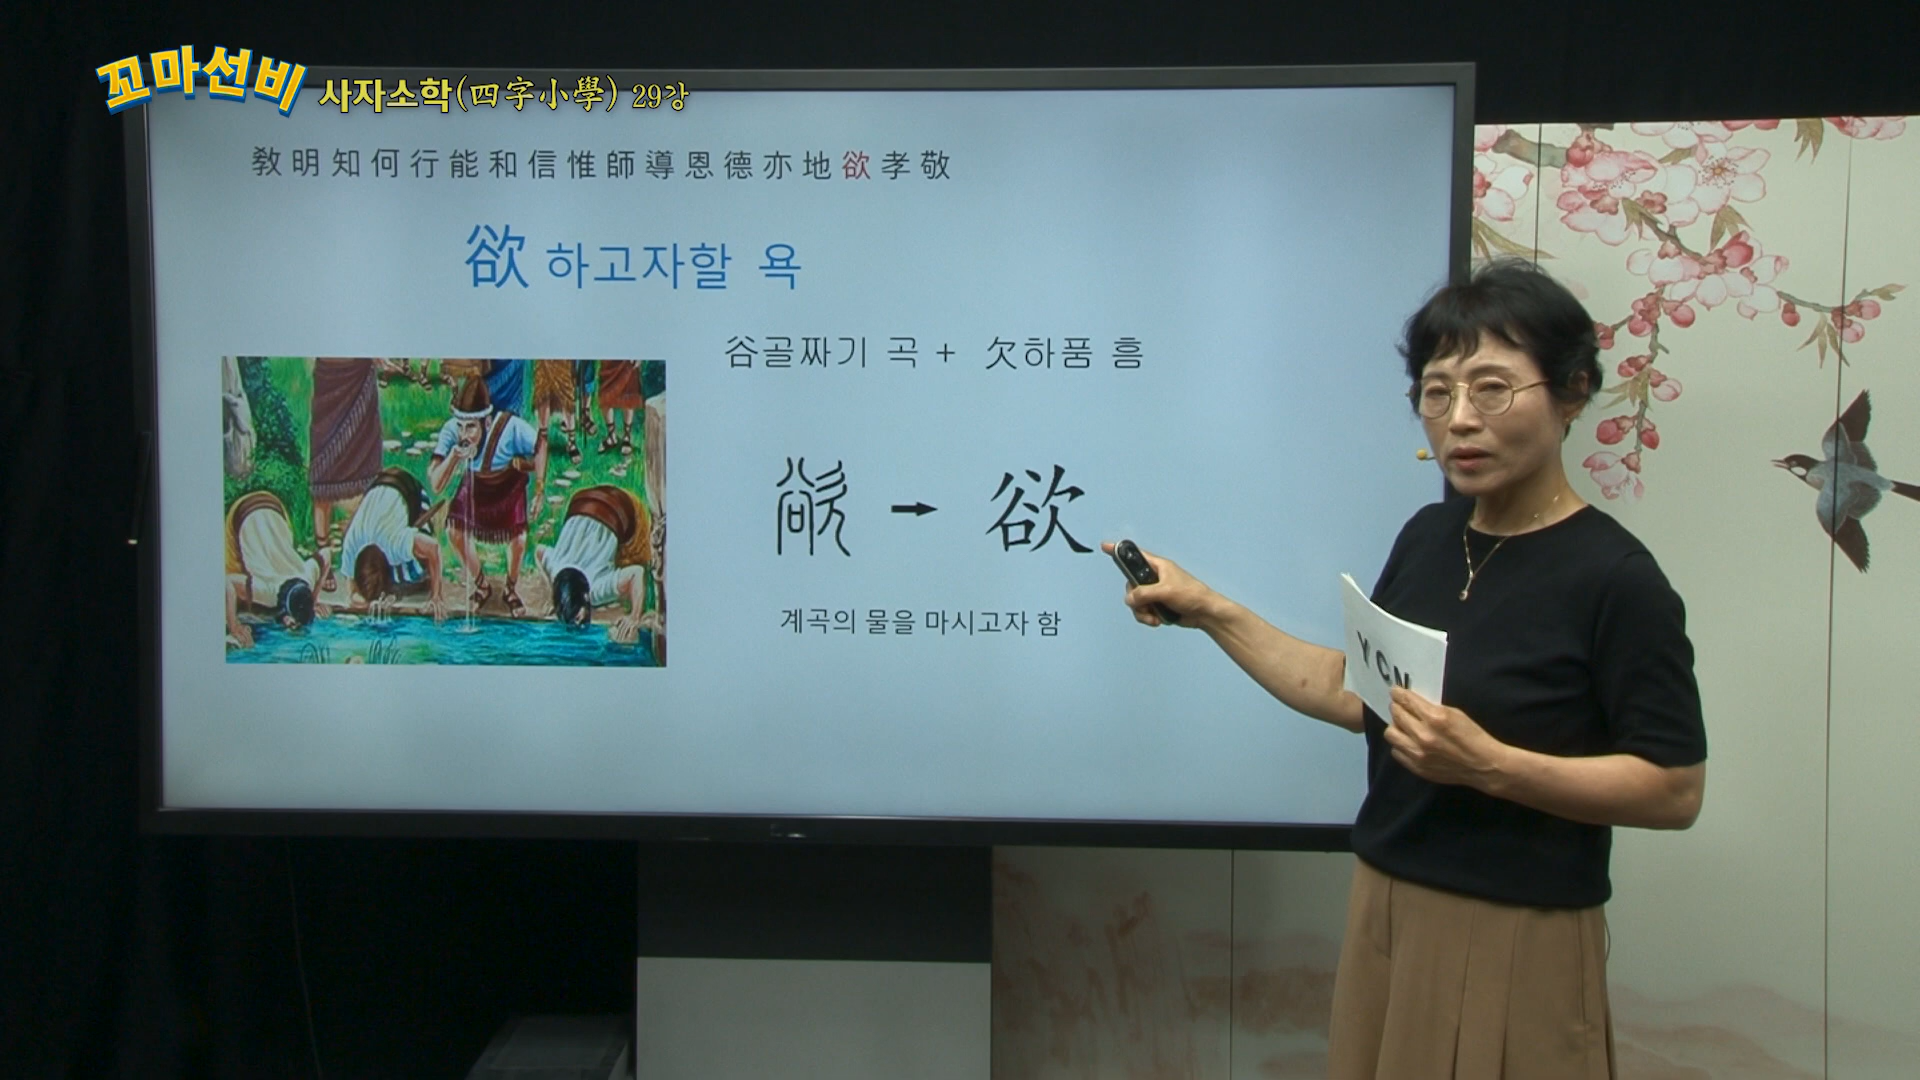 꼬마선비 사자소학(四字小學) 29강
敎明知何行能和信惟師導恩德亦地欲孝敬
欲 하고자할 욕
谷골짜기 곡 + 欠하품 흠
欲 → 欲
계곡의 물을 마시고자 함
YCN